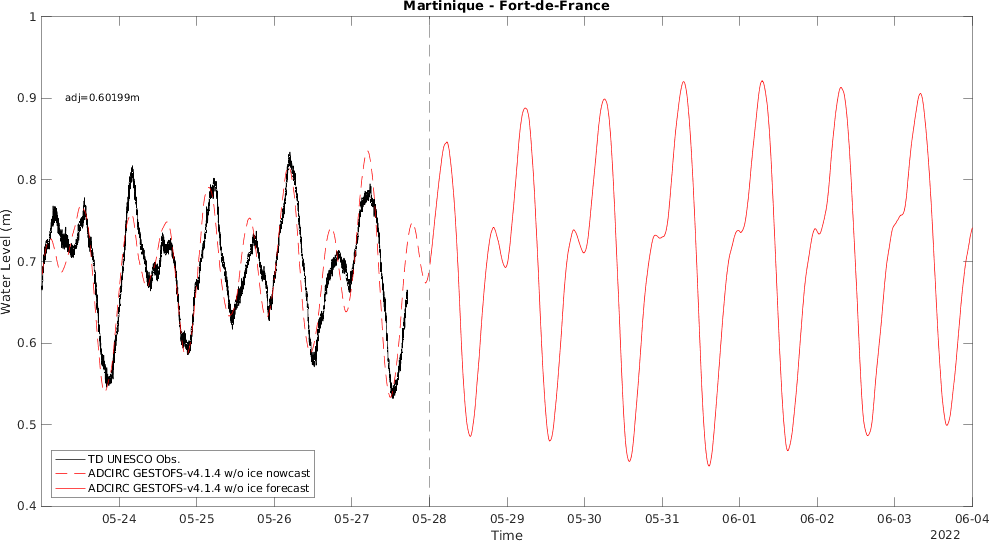 Martinique - Fort-de-France
1
0.9
0.8
0.7
0.6
0.5
0.4
Water Level (m)
adj=0.60199m
TD UNESCO Obs.
ADCIRC GESTOFS-v4.1.4 w/o ice nowcast
ADCIRC GESTOFS-v4.1.4 w/o ice forecast
05-24 05-25 05-26 05-27 05-28 05-29 05-30 05-31 06-01 06-02 06-03 06-04
Time
2022